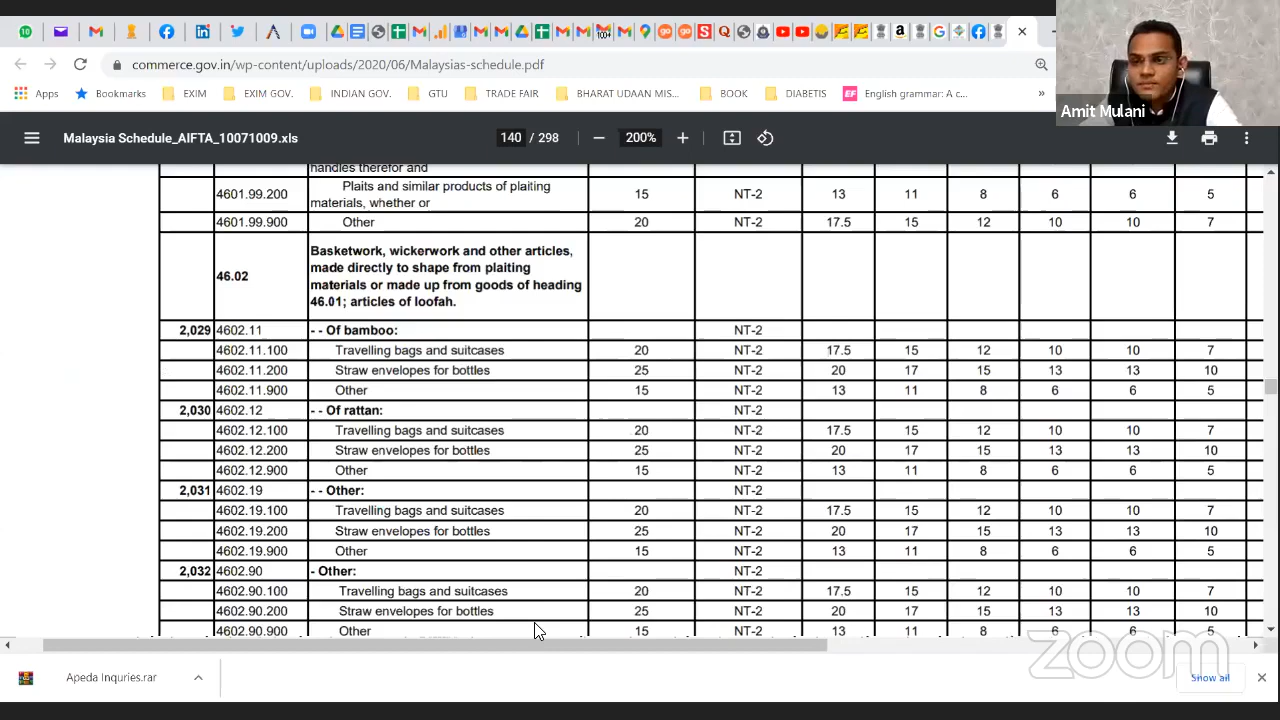 10
100+
commerce.gov.in/wp-content/uploads/2020/06/Malaysias-schedule.pdf
Apps Bookmarks EXIM EXIM GOV. INDIAN GOV. GTD TRADE FAIR BHARAT UDAAN MIS... BOOK DIABETIS EF English grammar: A c... »
Amit Mulani
Malaysia Schedule_AIFTA_10071009.xls 140 / 298 − 200% +
handles therefor and
4601.99.200 Plaits and similar products of plaiting materials, whether or 15 NT-2 13 11 8 6 6 5
4601.99.900 Other 20 NT-2 17.5 15 12 10 10 7
46.02 Basketwork, wickerwork and other articles,
made directly to shape from plaiting
materials or made up from goods of heading
46.01; articles of loofah.
2,029 4602.11 - - Of bamboo: NT-2
4602.11.100 Travelling bags and suitcases 20 NT-2 17.5 15 12 10 10 7
4602.11.200 Straw envelopes for bottles 25 NT-2 20 17 15 13 13 10
4602.11.900 Other 15 NT-2 13 11 8 6 6 5
2,030 4602.12 - - Of rattan: NT-2
4602.12.100 Travelling bags and suitcases 20 NT-2 17.5 15 12 10 10 7
4602.12.200 Straw envelopes for bottles 25 NT-2 20 17 15 13 13 10
4602.12.900 Other 15 NT-2 13 11 8 6 6 5
2,031 4602.19 - - Other: NT-2
4602.19.100 Travelling bags and suitcases 20 NT-2 17.5 15 12 10 10 7
4602.19.200 Straw envelopes for bottles 25 NT-2 20 17 15 13 13 10
4602.19.900 Other 15 NT-2 13 11 8 6 6 5
2,032 4602.90 - Other: NT-2
4602.90.100 Travelling bags and suitcases 20 NT-2 17.5 15 12 10 10 7
4602.90.200 Straw envelopes for bottles 25 NT-2 20 17 15 13 13 10
4602.90.900 Other 15 NT-2 13 11 8 6 6 5
zoom
Apeda Inquries.rar
Show all